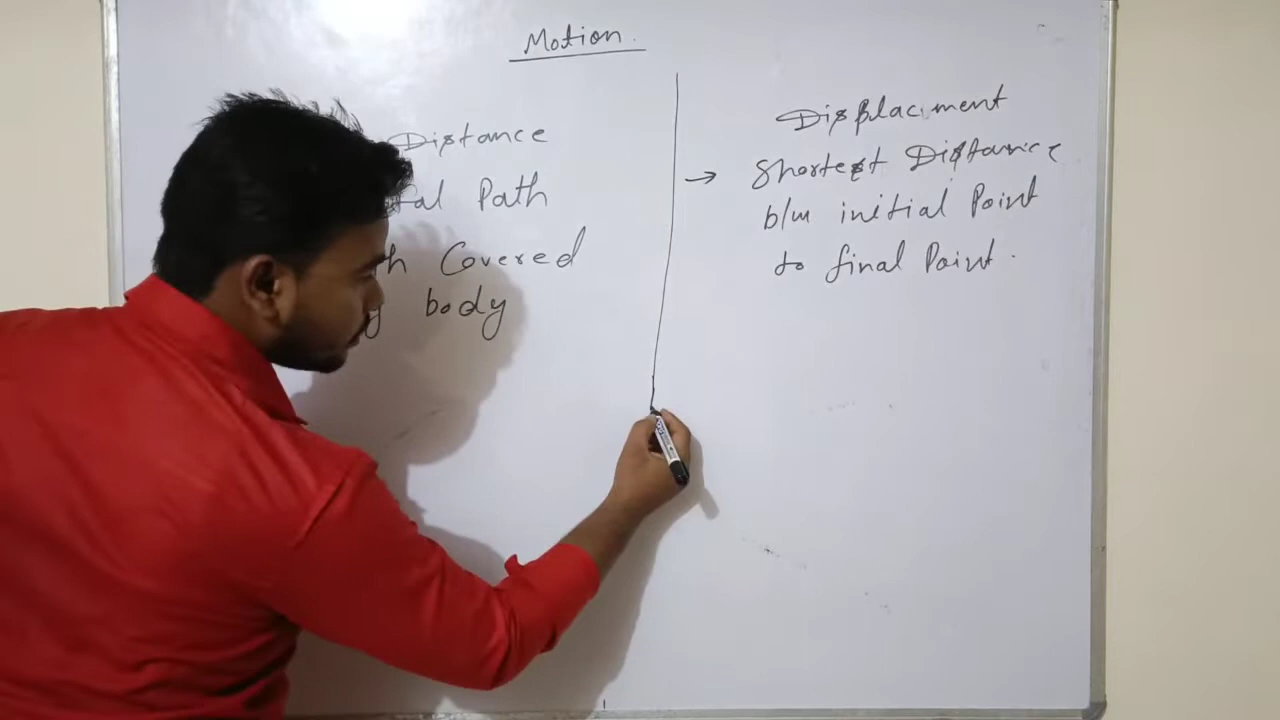 Motion.
Distance
Path
Covered
body
Displacement
→ Shortest Distance
b/w initial Point
to final Point.